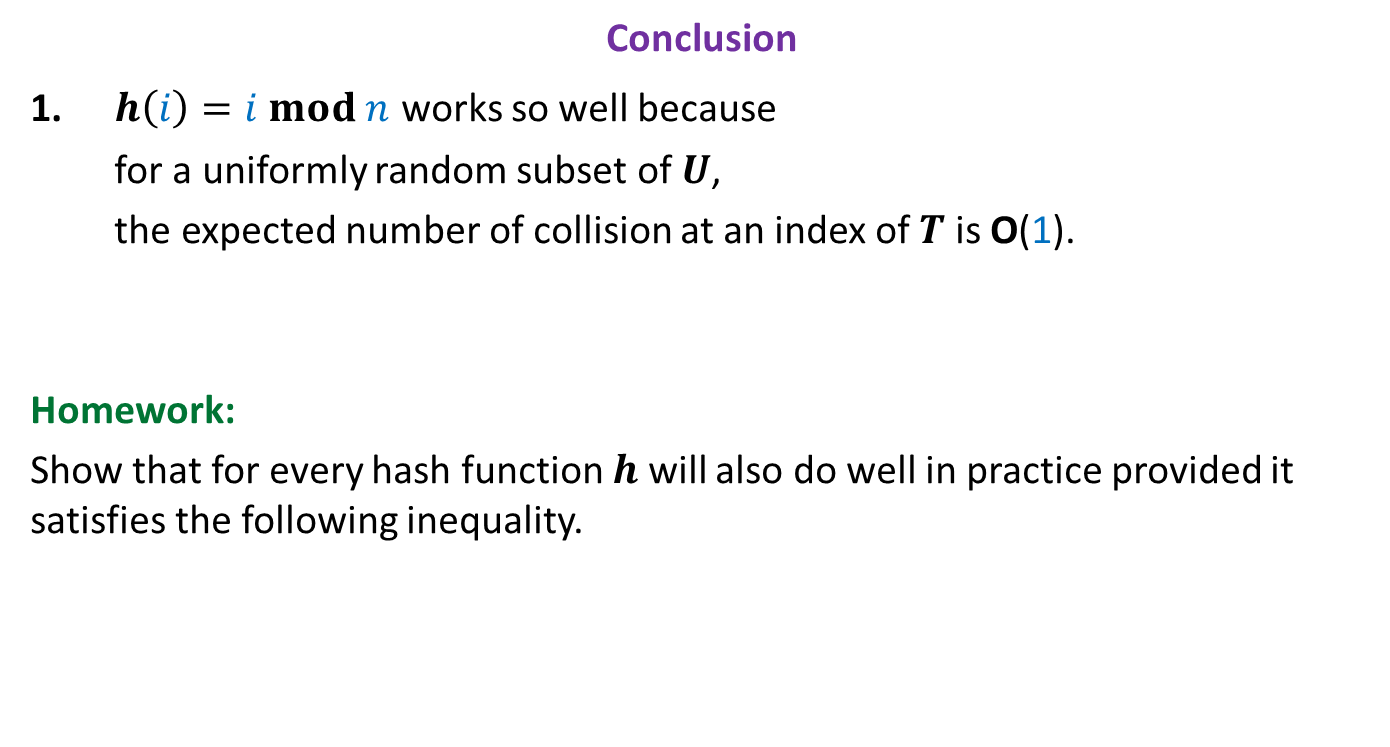 Conclusion
1. h(i) = i mod n works so well because
for a uniformly random subset of U,
the expected number of collision at an index of T is O(1).
Homework:
Show that for every hash function h will also do well in practice provided it
satisfies the following inequality.